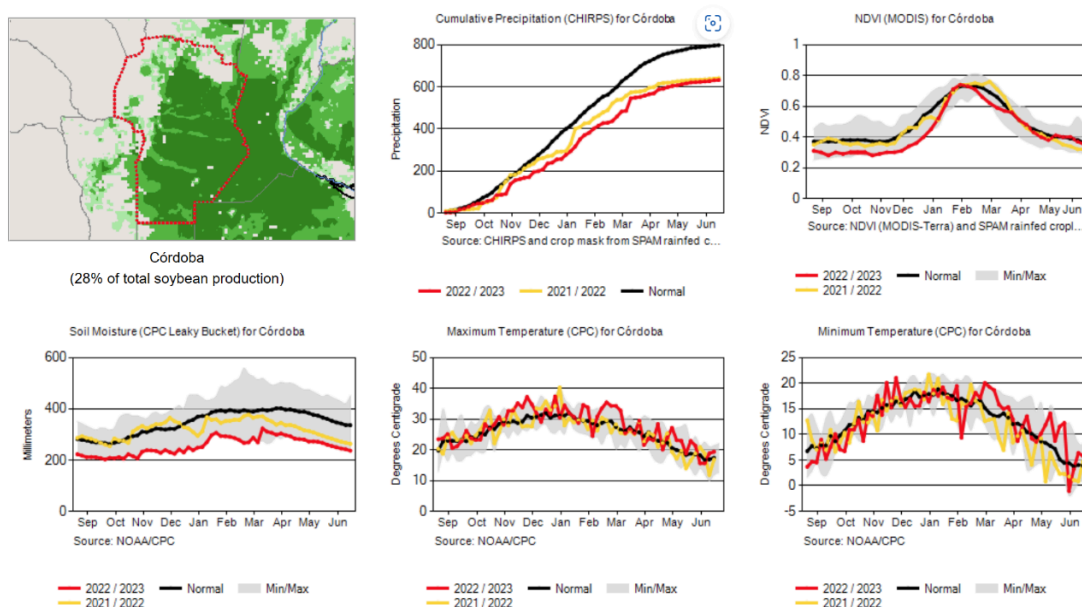 Cumulative Precipitation (CHIRPS) for Córdoba
800
600
400
200
0
Precipitation
Sep Oct Nov Dec Jan Feb Mar Apr May Jun
Source: CHIRPS and crop mask from SPAM rainfed c...
2022 / 2023 2021 / 2022 Normal
NDVI (MODIS) for Córdoba
1
0.8
0.6
0.4
0.2
0
NDVI
Sep Oct Nov Dec Jan Feb Mar Apr May Jun
Source: NDVI (MODIS-Terra) and SPAM rainfed cropl...
2022 / 2023 Normal Min/Max
2021 / 2022
Córdoba
(28% of total soybean production)
Soil Moisture (CPC Leaky Bucket) for Córdoba
600
400
200
0
Millimeters
Sep Oct Nov Dec Jan Feb Mar Apr May Jun
Source: NOAA/CPC
2022 / 2023 Normal Min/Max
2021 / 2022
Maximum Temperature (CPC) for Córdoba
50
40
30
20
10
0
Degrees Centigrade
Sep Oct Nov Dec Jan Feb Mar Apr May Jun
Source: NOAA/CPC
2022 / 2023 Normal Min/Max
2021 / 2022
Minimum Temperature (CPC) for Córdoba
25
20
15
10
5
0
-5
Degrees Centigrade
Sep Oct Nov Dec Jan Feb Mar Apr May Jun
Source: NOAA/CPC
2022 / 2023 Normal Min/Max
2021 / 2022